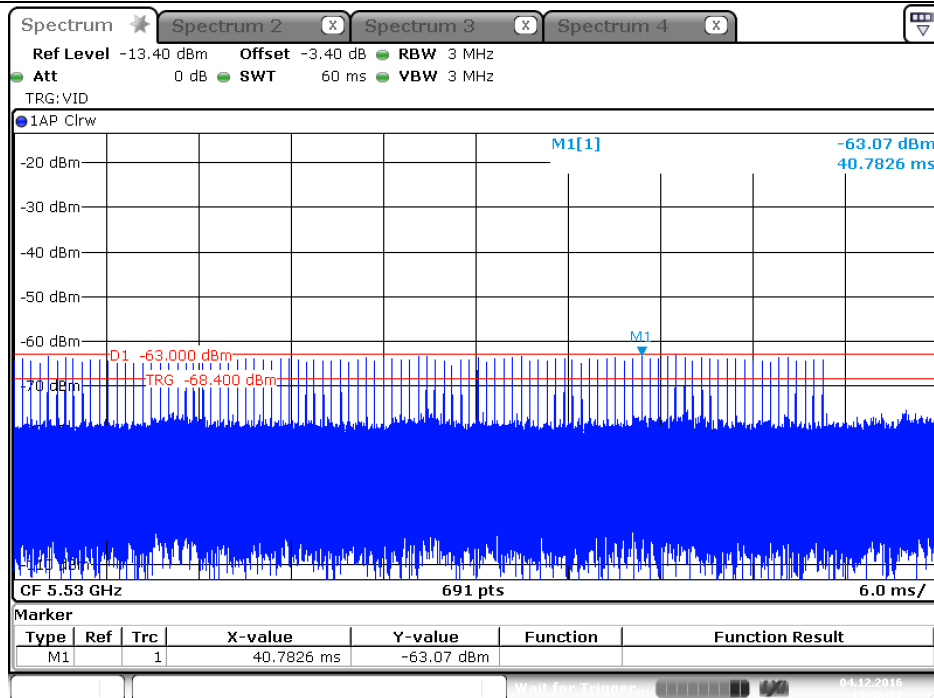 Spectrum Spectrum 2 X Spectrum 3 X Spectrum 4 X
Ref Level -13.40 dBm Offset -3.40 dB RBW 3 MHz
Att 0 dB SWT 60 ms VBW 3 MHz
TRG:VID
1AP Clrw
M1[1] -63.07 dBm
40.7826 ms
-20 dBm
-30 dBm
-40 dBm
-50 dBm
M1
-60 dBm
D1 -63.000 dBm
TRG -68.400 dBm
-70 dBm
-110 dBm
CF 5.53 GHz 691 pts 6.0 ms/
Marker
Type Ref Trc X-value Y-value Function Function Result
M1 1 40.7826 ms -63.07 dBm
Wait for Trigger... 04.12.2016